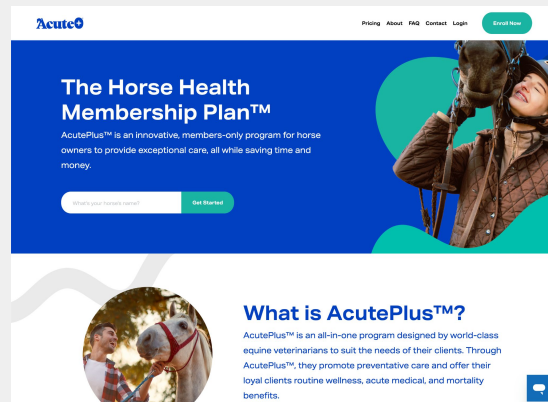 Acute+
Pricing About FAQ Contact Login Enroll Now
The Horse Health
Membership Plan™
AcutePlus™ is an innovative, members-only program for horse
owners to provide exceptional care, all while saving time and
money.
What's your horse's name? Get Started
What is AcutePlus™?
AcutePlus™ is an all-in-one program designed by world-class
equine veterinarians to suit the needs of their clients. Through
AcutePlus™, they promote preventative care and offer their
loyal clients routine wellness, acute medical, and mortality
benefits.